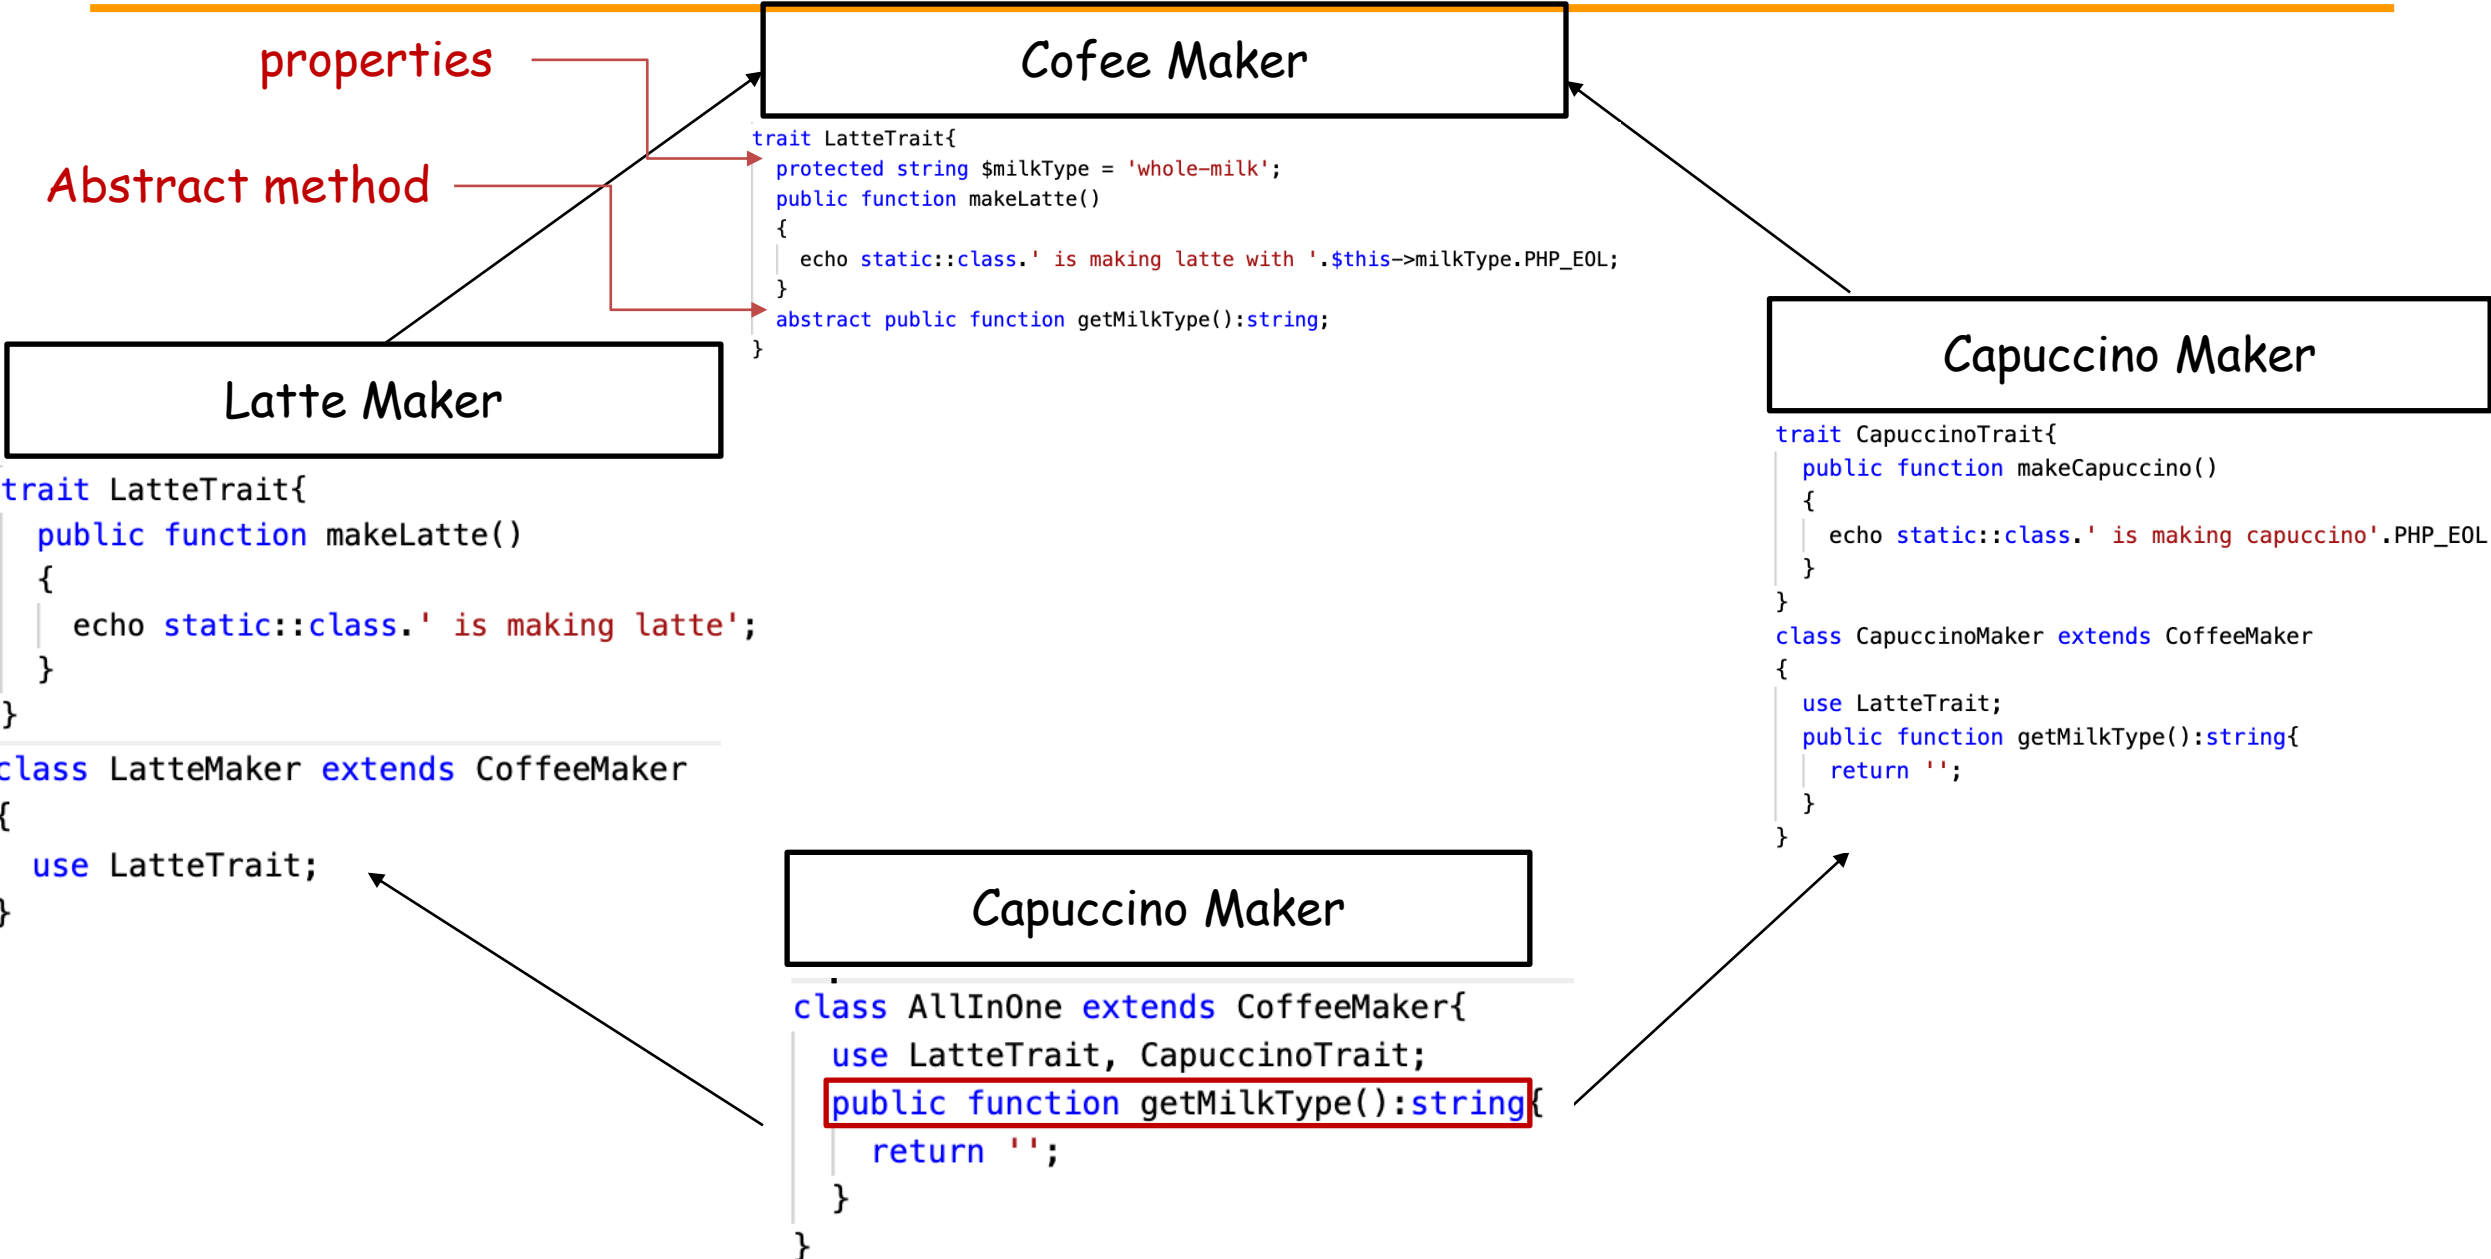 Cofee Maker
properties
Abstract method
trait LatteTrait{
protected string $milkType = 'whole-milk';
public function makeLatte()
{
echo static::class.' is making latte with '.$this->milkType.PHP_EOL;
}
abstract public function getMilkType():string;
}
Latte Maker
trait LatteTrait{
public function makeLatte()
{
echo static::class.' is making latte';
}
}
class LatteMaker extends CoffeeMaker
{
use LatteTrait;
}
Capuccino Maker
trait CapuccinoTrait{
public function makeCapuccino()
{
echo static::class.' is making capuccino'.PHP_EOL
}
}
class CapuccinoMaker extends CoffeeMaker
{
use LatteTrait;
public function getMilkType():string{
return '';
}
}
Capuccino Maker
class AllInOne extends CoffeeMaker{
use LatteTrait, CapuccinoTrait;
public function getMilkType():string{
return '';
}
}